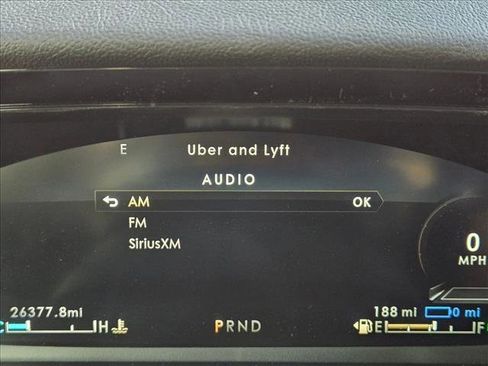 E Uber and Lyft
AUDIO
AM OK
FM
SiriusXM
0
MPH
26377.8mi 188 mi 0 mi
C H PRND E F